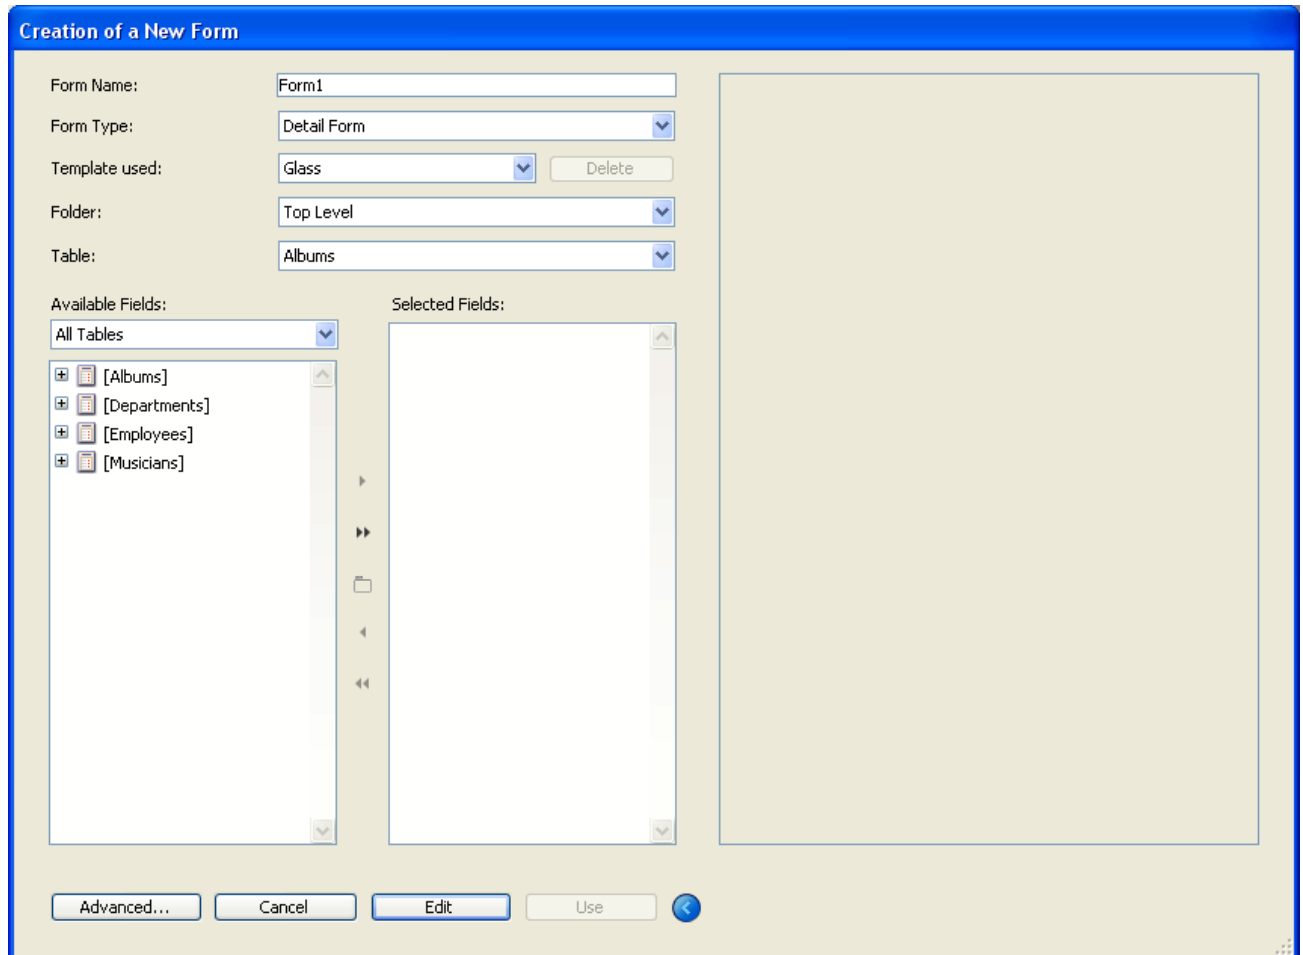 Creation of a New Form
Form Name: Form1
Form Type: Detail Form
Template used: Glass Delete
Folder: Top Level
Table: Albums
Available Fields: Selected Fields:
All Tables
[Albums]
[Departments]
[Employees]
[Musicians]
Advanced... Cancel Edit Use